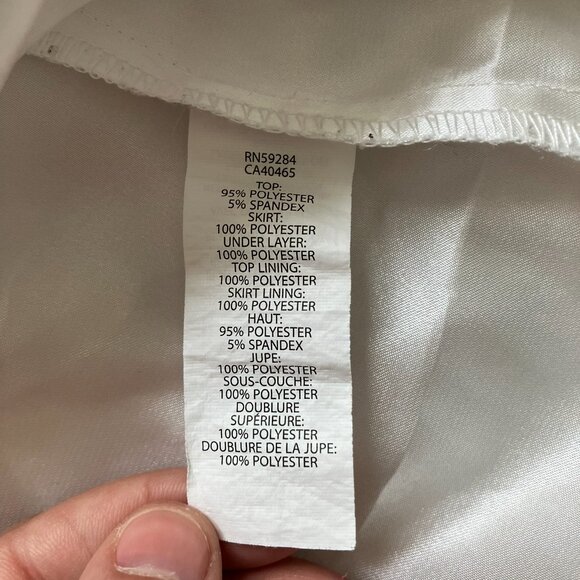 RN59284
CA40465
TOP:
95% POLYESTER
5% SPANDEX
SKIRT:
100% POLYESTER
UNDER LAYER:
100% POLYESTER
TOP LINING:
100% POLYESTER
SKIRT LINING:
100% POLYESTER
HAUT:
95% POLYESTER
5% SPANDEX
JUPE:
100% POLYESTER
SOUS-COUCHE:
100% POLYESTER
DOUBLURE
SUPÉRIEURE:
100% POLYESTER
DOUBLURE DE LA JUPE:
100% POLYESTER